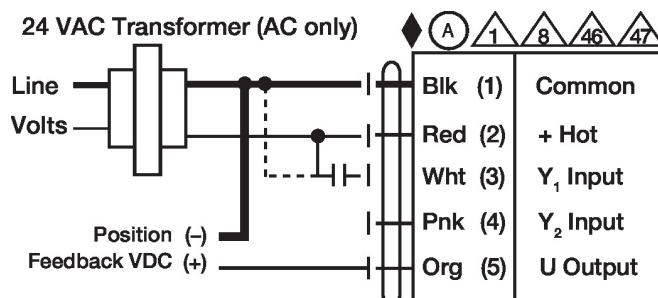 24 VAC Transformer (AC only)
A 1 8 46 47
Line
Volts
Blk (1) Common
Red (2) + Hot
Wht (3) Y₁ Input
Pnk (4) Y₂ Input
Position (–)
Feedback VDC (+)
Org (5) U Output